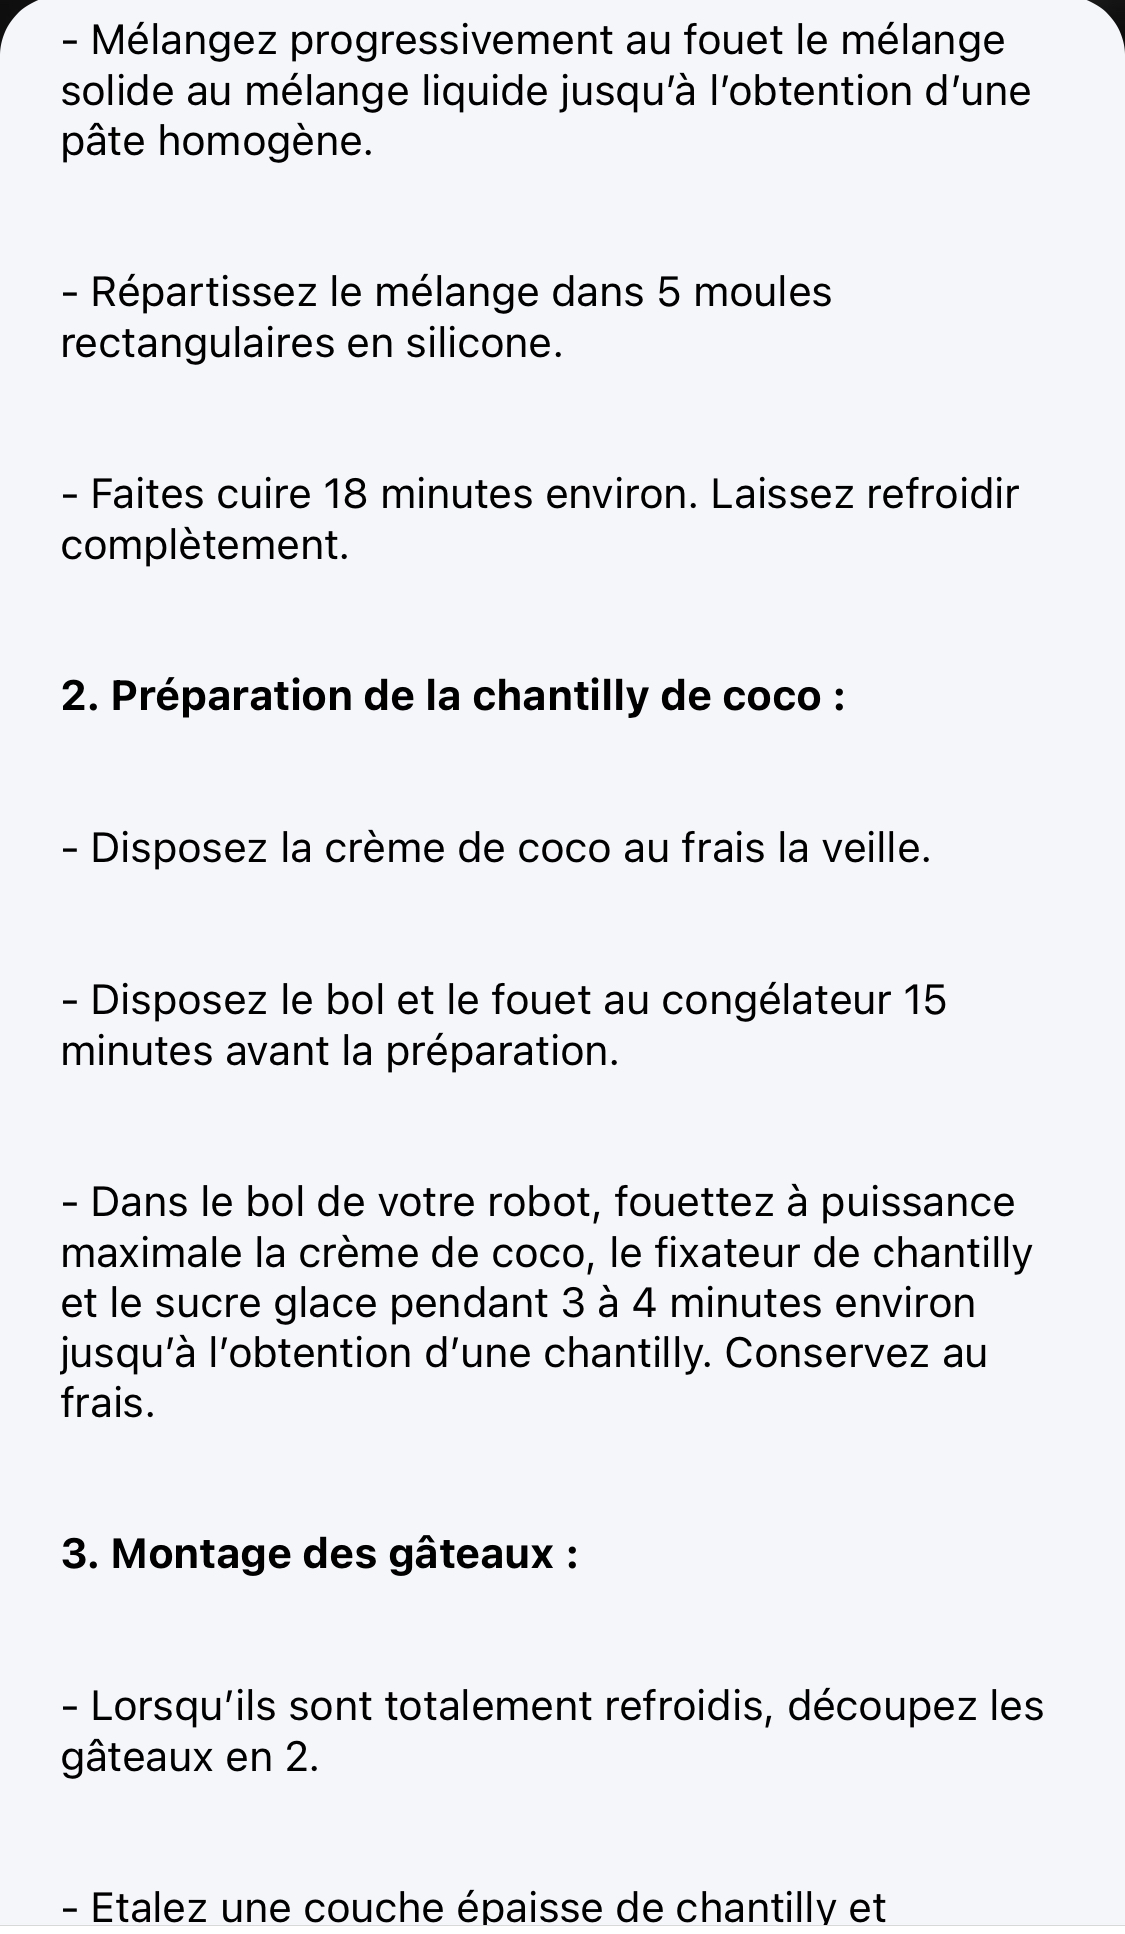 - Mélangez progressivement au fouet le mélange
solide au mélange liquide jusqu’à l’obtention d’une
pâte homogène.
- Répartissez le mélange dans 5 moules
rectangulaires en silicone.
- Faites cuire 18 minutes environ. Laissez refroidir
complètement.
2. Préparation de la chantilly de coco :
- Disposez la crème de coco au frais la veille.
- Disposez le bol et le fouet au congélateur 15
minutes avant la préparation.
- Dans le bol de votre robot, fouettez à puissance
maximale la crème de coco, le fixateur de chantilly
et le sucre glace pendant 3 à 4 minutes environ
jusqu’à l’obtention d’une chantilly. Conservez au
frais.
3. Montage des gâteaux :
- Lorsqu’ils sont totalement refroidis, découpez les
gâteaux en 2.
- Etalez une couche épaisse de chantilly et